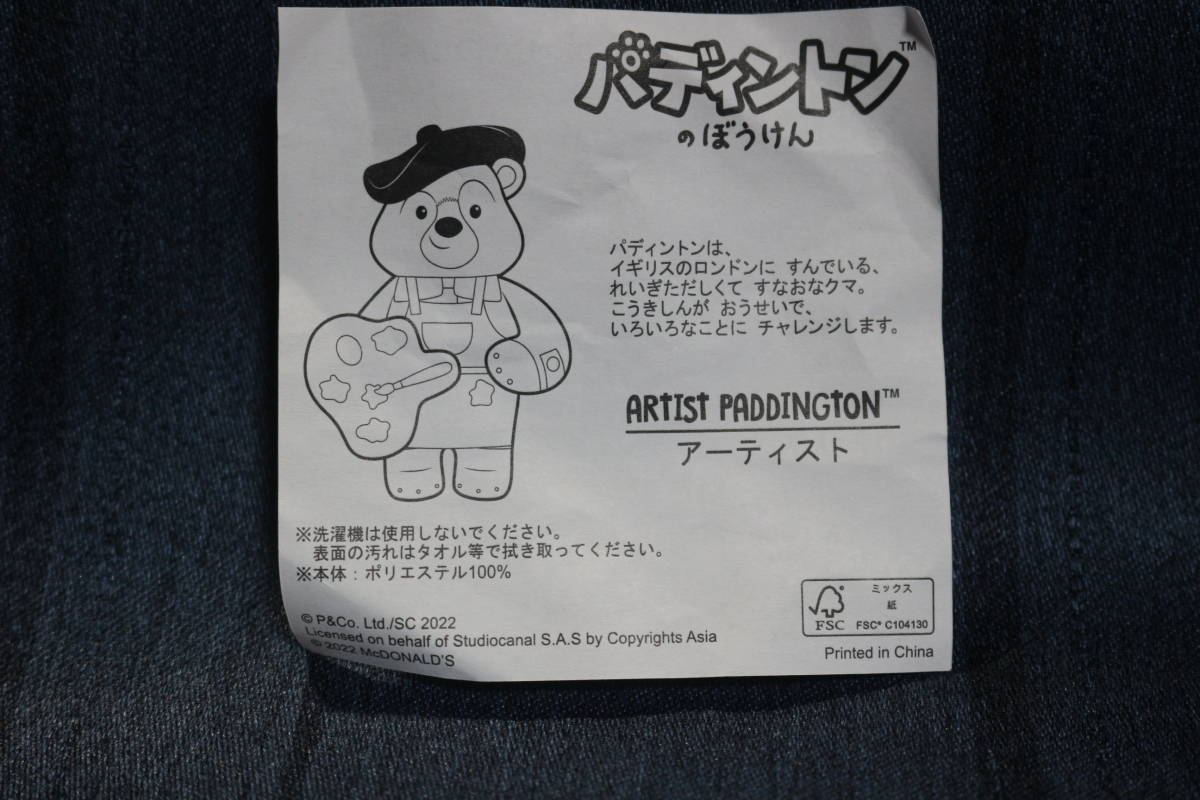 パディントン™
のぼうけん
パディントンは、
イギリスのロンドンに すんでいる、
れいぎただしくて すなおなクマ。
こうきしんが おうせいで、
いろいろなことに チャレンジします。
ARTIST PADDINGTON™
アーティスト
※洗濯機は使用しないでください。
表面の汚れはタオル等で拭き取ってください。
※本体：ポリエステル100%
© P&Co. Ltd./SC 2022
Licensed on behalf of Studiocanal S.A.S by Copyrights Asia
© 2022 McDONALD'S
ミックス
紙
FSC
FSC® C104130
Printed in China